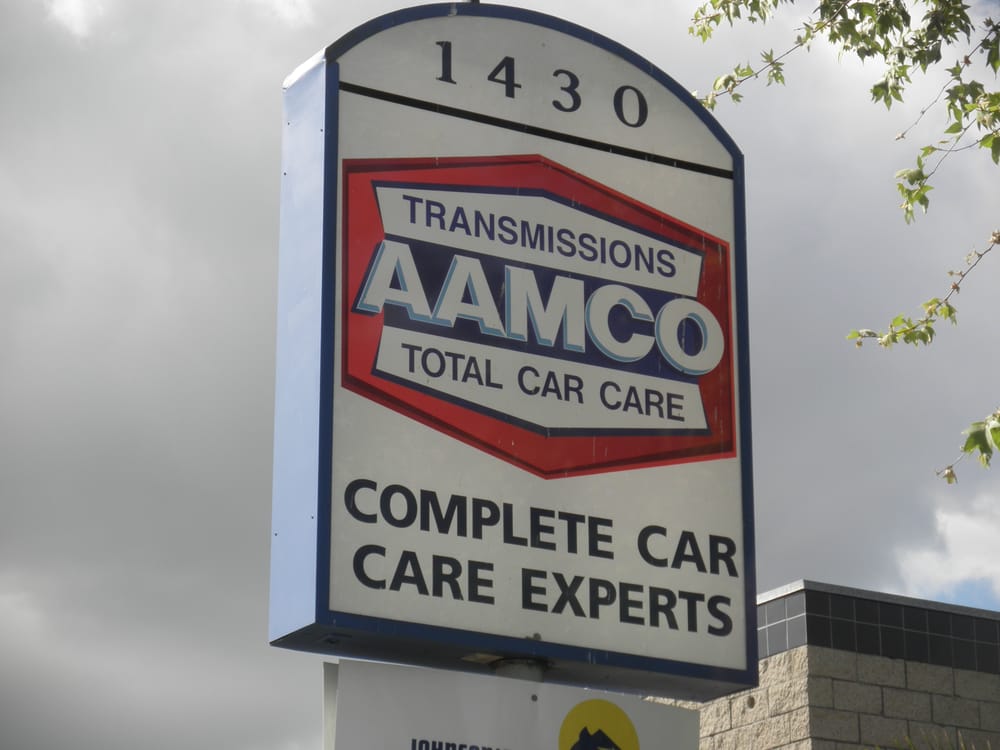 1430
TRANSMISSIONS
AAMCO
TOTAL CAR CARE
COMPLETE CAR
CARE EXPERTS